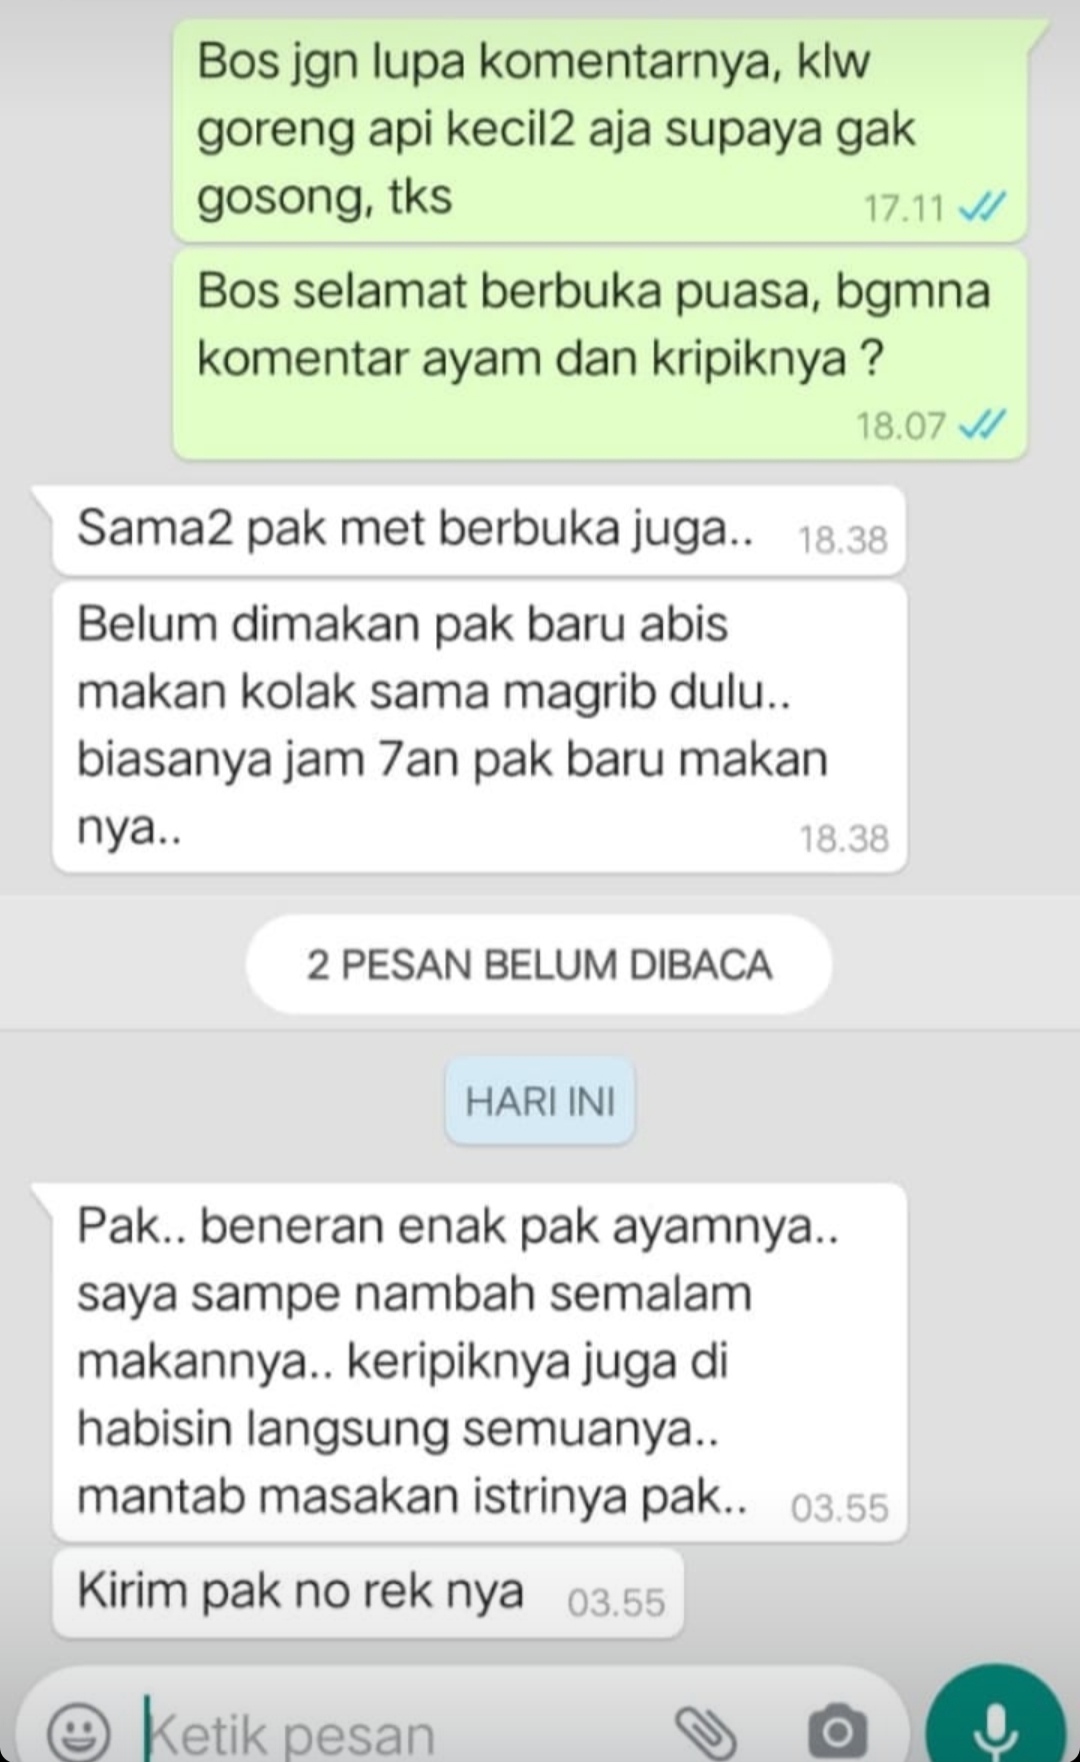 Bos jgn lupa komentarnya, klw
goreng api kecil2 aja supaya gak
gosong, tks
17.11
Bos selamat berbuka puasa, bgmna
komentar ayam dan kripiknya ?
18.07
Sama2 pak met berbuka juga.. 18.38
Belum dimakan pak baru abis
makan kolak sama magrib dulu..
biasanya jam 7an pak baru makan
nya..
18.38
2 PESAN BELUM DIBACA
HARI INI
Pak.. beneran enak pak ayamnya..
saya sampe nambah semalam
makannya.. keripiknya juga di
habisin langsung semuanya..
mantab masakan istrinya pak.. 03.55
Kirim pak no rek nya 03.55
Ketik pesan